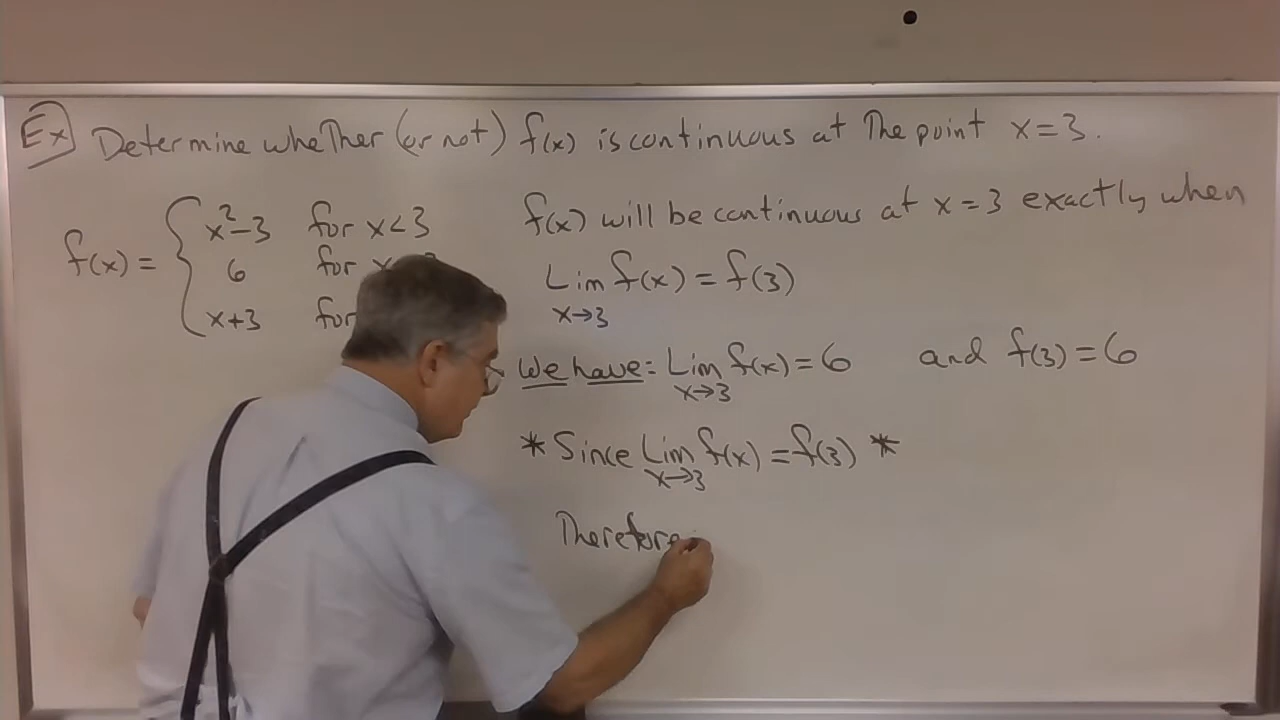 Ex Determine whether (or not) f(x) is continuous at the point x=3.
f(x) = { x²-3 for x<3
6 for x
x+3 for
f(x) will be continuous at x=3 exactly when
Lim f(x) = f(3)
x→3
We have: Lim f(x) = 6 and f(3) = 6
x→3
* Since Lim f(x) = f(3) *
x→3
Therefore